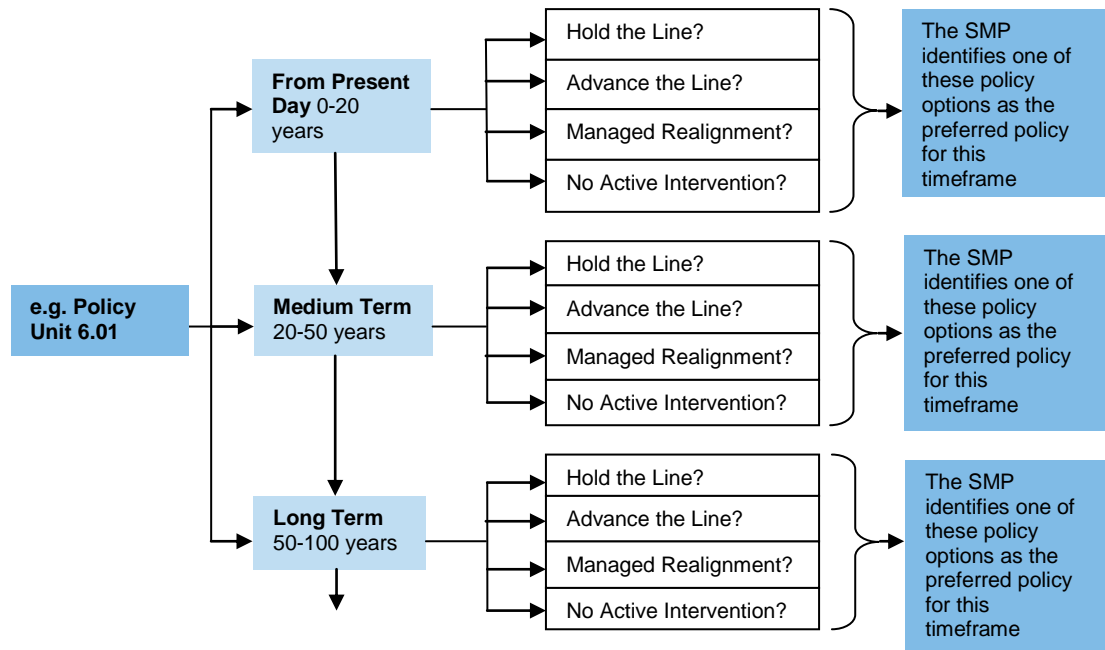 e.g. Policy
Unit 6.01
From Present
Day 0-20
years
Hold the Line?
Advance the Line?
Managed Realignment?
No Active Intervention?
The SMP
identifies one of
these policy
options as the
preferred policy
for this
timeframe
Medium Term
20-50 years
Hold the Line?
Advance the Line?
Managed Realignment?
No Active Intervention?
The SMP
identifies one of
these policy
options as the
preferred policy
for this
timeframe
Long Term
50-100 years
Hold the Line?
Advance the Line?
Managed Realignment?
No Active Intervention?
The SMP
identifies one of
these policy
options as the
preferred policy
for this
timeframe